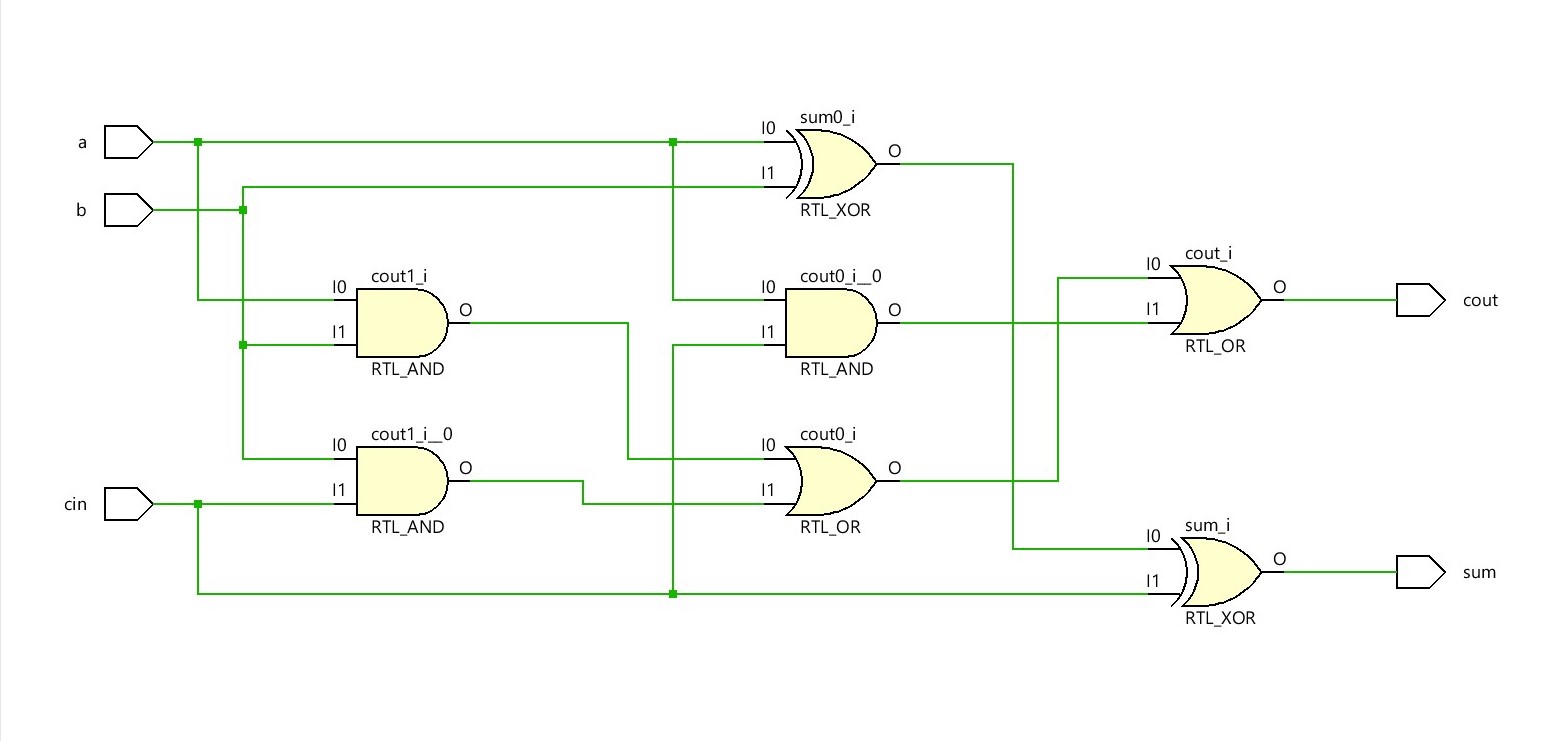 sum0_i
a
I0
O
I1
b
RTL_XOR
cout_i
I0
cout1_i
cout0_i__0
I0
I0
O
cout
O
O
I1
I1
I1
RTL_OR
RTL_AND
RTL_AND
cout1_i__0
cout0_i
I0
I0
O
O
I1
I1
cin
RTL_AND
RTL_OR
sum_i
I0
O
sum
I1
RTL_XOR